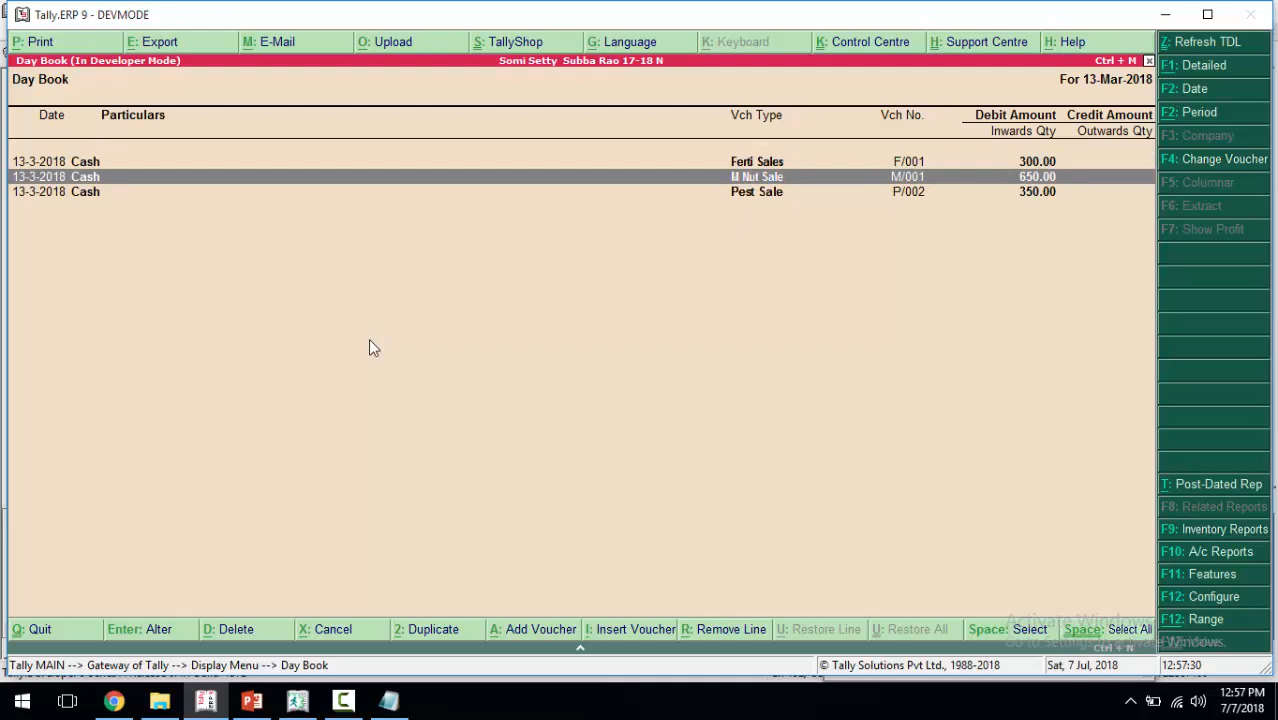 Tally.ERP 9 - DEVMODE
P: Print E: Export M: E-Mail O: Upload S: TallyShop G: Language K: Keyboard K: Control Centre H: Support Centre H: Help
Day Book (In Developer Mode) Somi Setty Subba Rao 17-18 N Ctrl + M
Day Book For 13-Mar-2018
Date Particulars Vch Type Vch No. Debit Amount Credit Amount
Inwards Qty Outwards Qty
13-3-2018 Cash Ferti Sales F/001 300.00
13-3-2018 Cash M Nut Sale M/001 650.00
13-3-2018 Cash Pest Sale P/002 350.00
Z: Refresh TDL
F1: Detailed
F2: Date
F2: Period
F3: Company
F4: Change Voucher
F5: Columnar
F6: Extract
F7: Show Profit
T: Post-Dated Rep
F8: Related Reports
F9: Inventory Reports
F10: A/c Reports
F11: Features
F12: Configure
F12: Range
Activate Windows
Q: Quit Enter: Alter D: Delete X: Cancel 2: Duplicate A: Add Voucher I: Insert Voucher R: Remove Line U: Restore Line U: Restore All Space: Select Space: Select All
Ctrl + N
Tally MAIN --> Gateway of Tally --> Display Menu --> Day Book © Tally Solutions Pvt Ltd., 1988-2018 Sat, 7 Jul, 2018 12:57:30
12:57 PM
7/7/2018